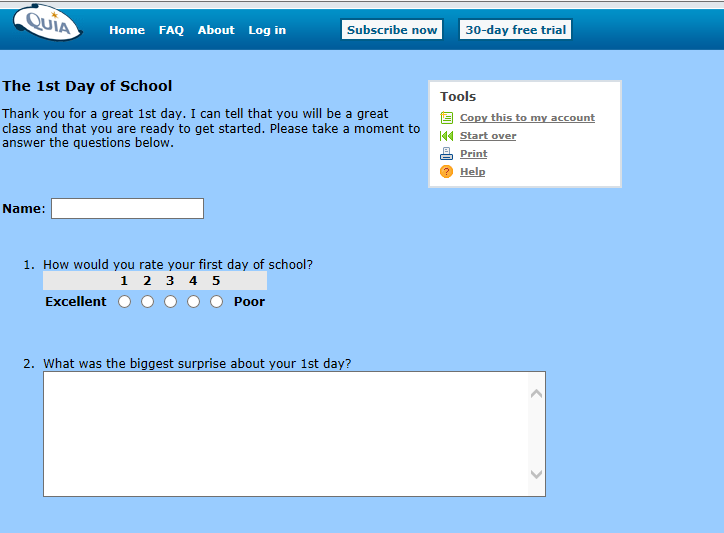 QUIA
Home FAQ About Log in Subscribe now 30-day free trial
The 1st Day of School
Thank you for a great 1st day. I can tell that you will be a great
class and that you are ready to get started. Please take a moment to
answer the questions below.
Tools
Copy this to my account
Start over
Print
? Help
Name:
1. How would you rate your first day of school?
1 2 3 4 5
Excellent Poor
2. What was the biggest surprise about your 1st day?